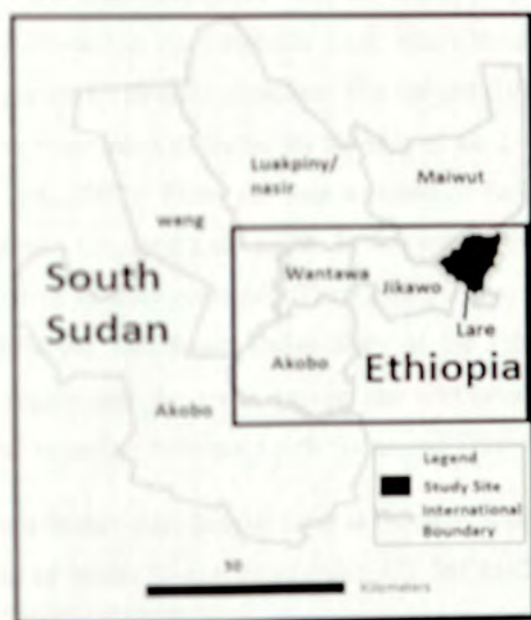 Luakpiny/
nasir
Maiwut
wang
South
Sudan
Wantawa
Jikawo
Lare
Akobo
Ethiopia
Akobo
Legend
Study Site
International
Boundary
50
Kilometers